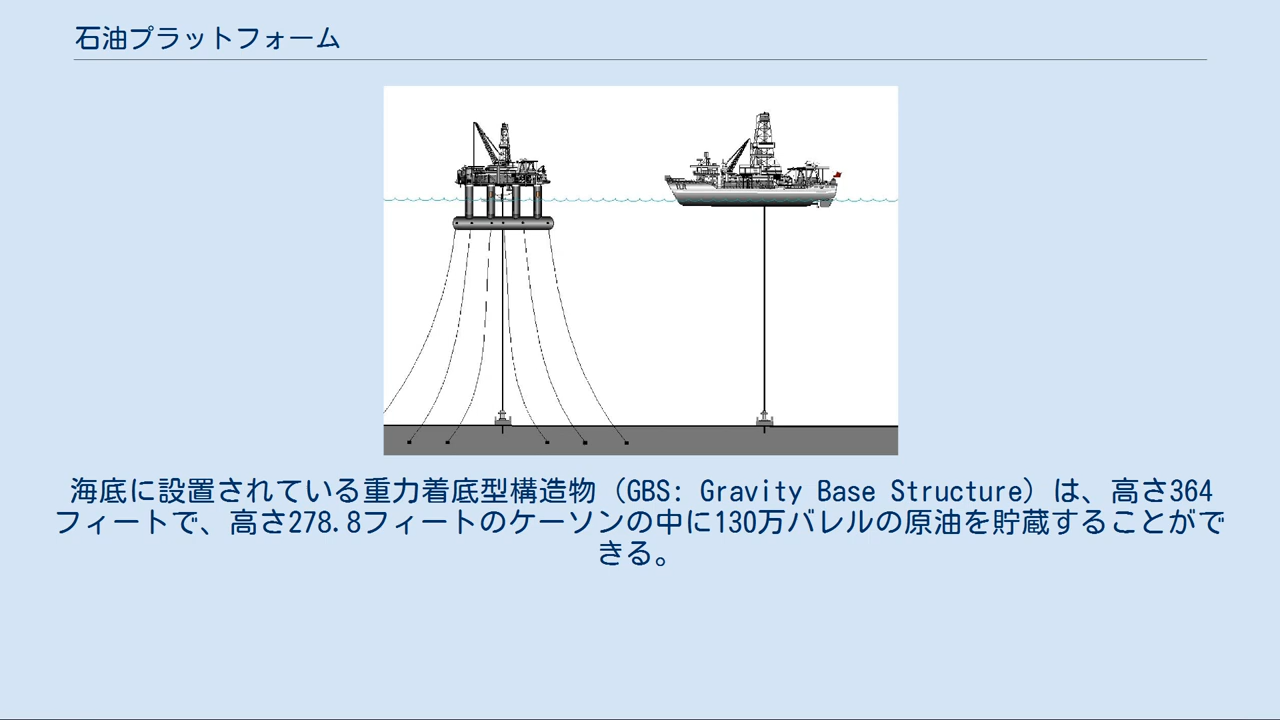 石油プラットフォーム
海底に設置されている重力着底型構造物（GBS: Gravity Base Structure）は、高さ364
フィートで、高さ278.8フィートのケーソンの中に130万バレルの原油を貯蔵することがで
きる。